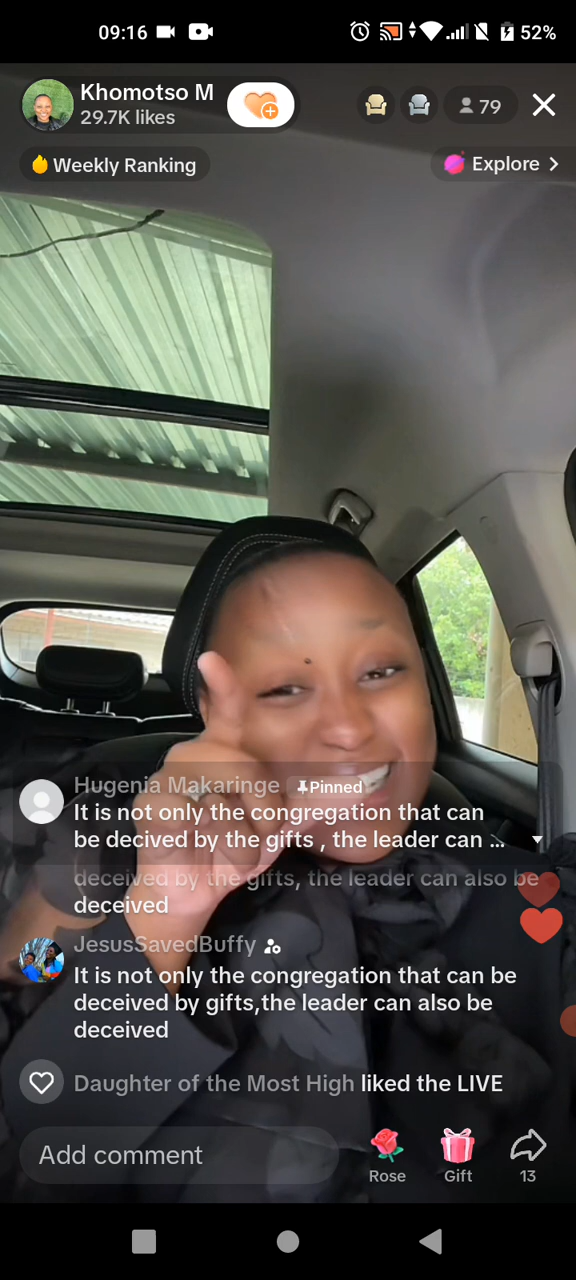 09:16
52%
Khomotso M
29.7K likes
79
Weekly Ranking
Explore
Hugenia Makaringe Pinned
It is not only the congregation that can
be decived by the gifts , the leader can ...
deceived by the gifts, the leader can also be
deceived
JesusSavedBuffy
It is not only the congregation that can be
deceived by gifts,the leader can also be
deceived
Daughter of the Most High liked the LIVE
Add comment
Rose
Gift
13